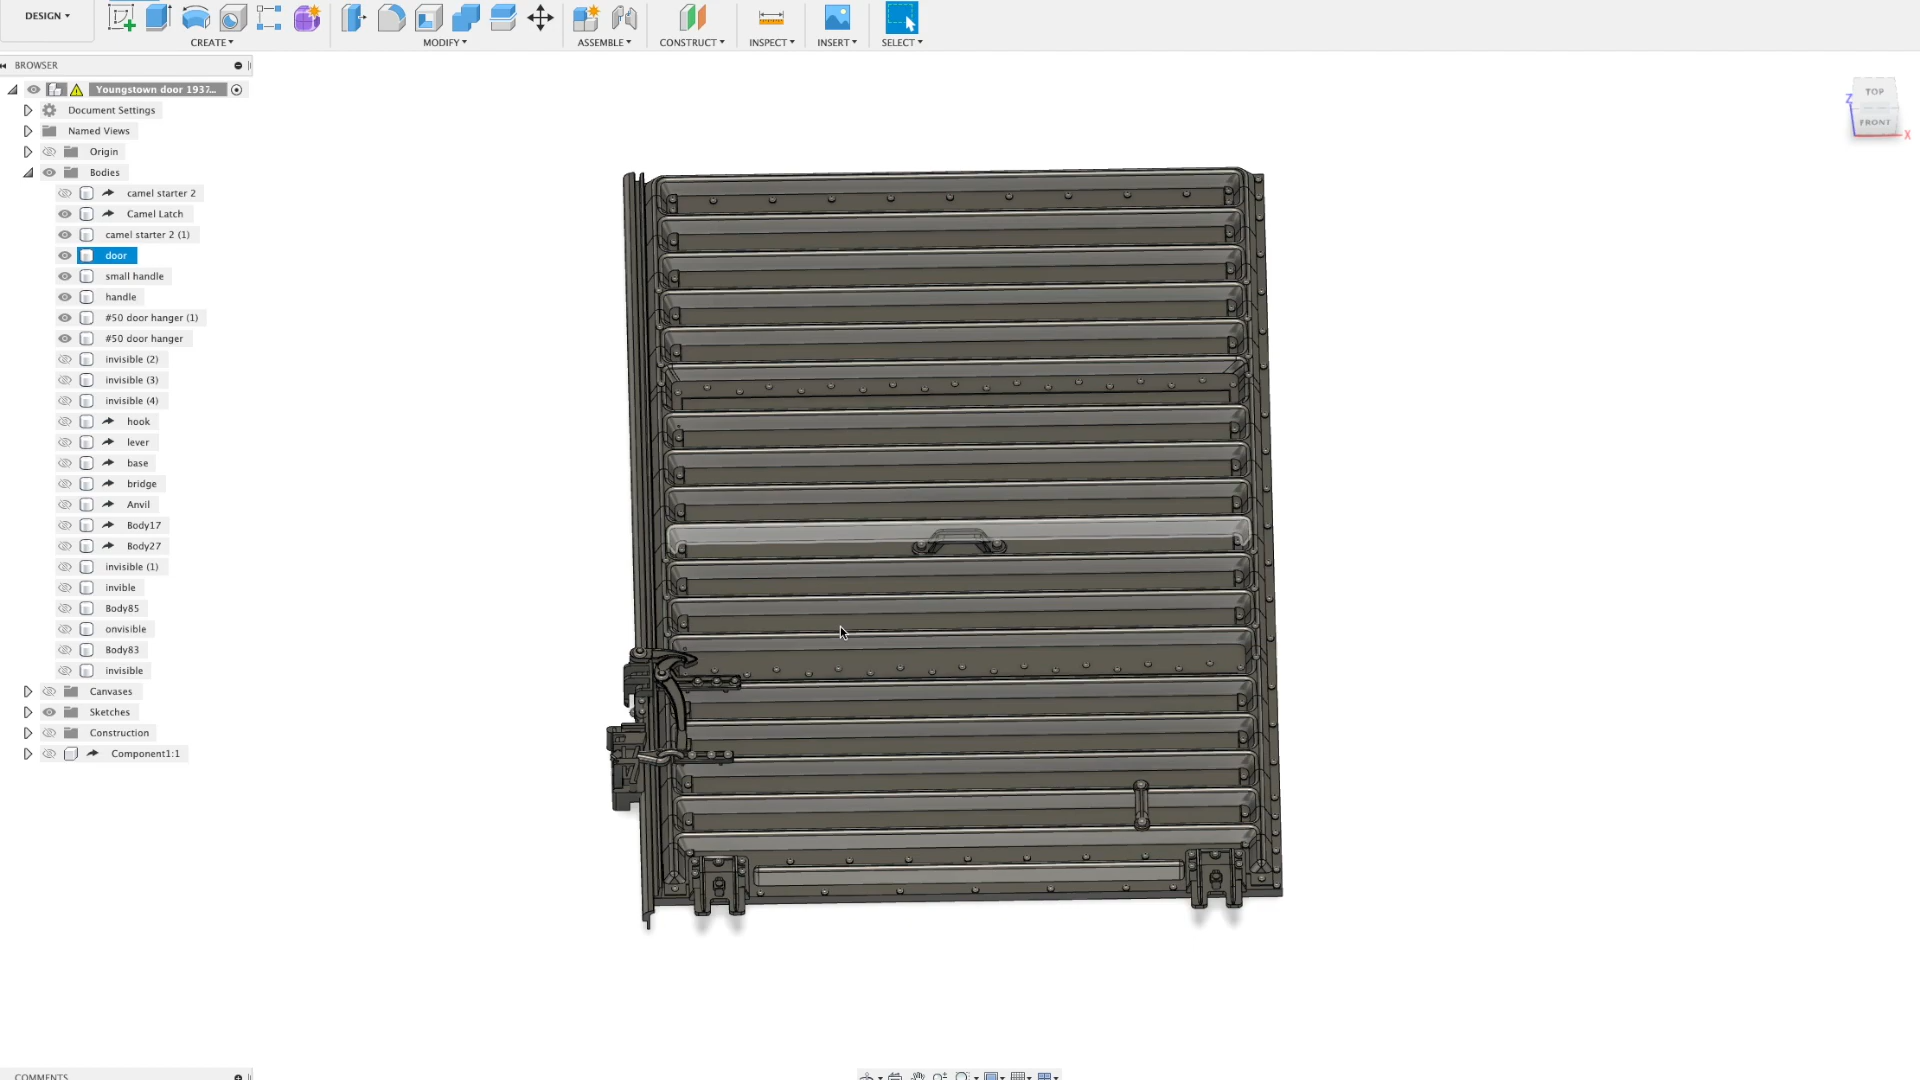 DESIGN
CREATE
MODIFY
ASSEMBLE
CONSTRUCT
INSPECT
INSERT
SELECT
BROWSER
Youngstown door 1937...
Document Settings
Named Views
Origin
Bodies
camel starter 2
Camel Latch
camel starter 2 (1)
door
small handle
handle
#50 door hanger (1)
#50 door hanger
invisible (2)
invisible (3)
invisible (4)
hook
lever
base
bridge
Anvil
Body17
Body27
invisible (1)
invible
Body85
onvisible
Body83
invisible
Canvases
Sketches
Construction
Component1:1
COMMENTS
TOP
Z
FRONT
X